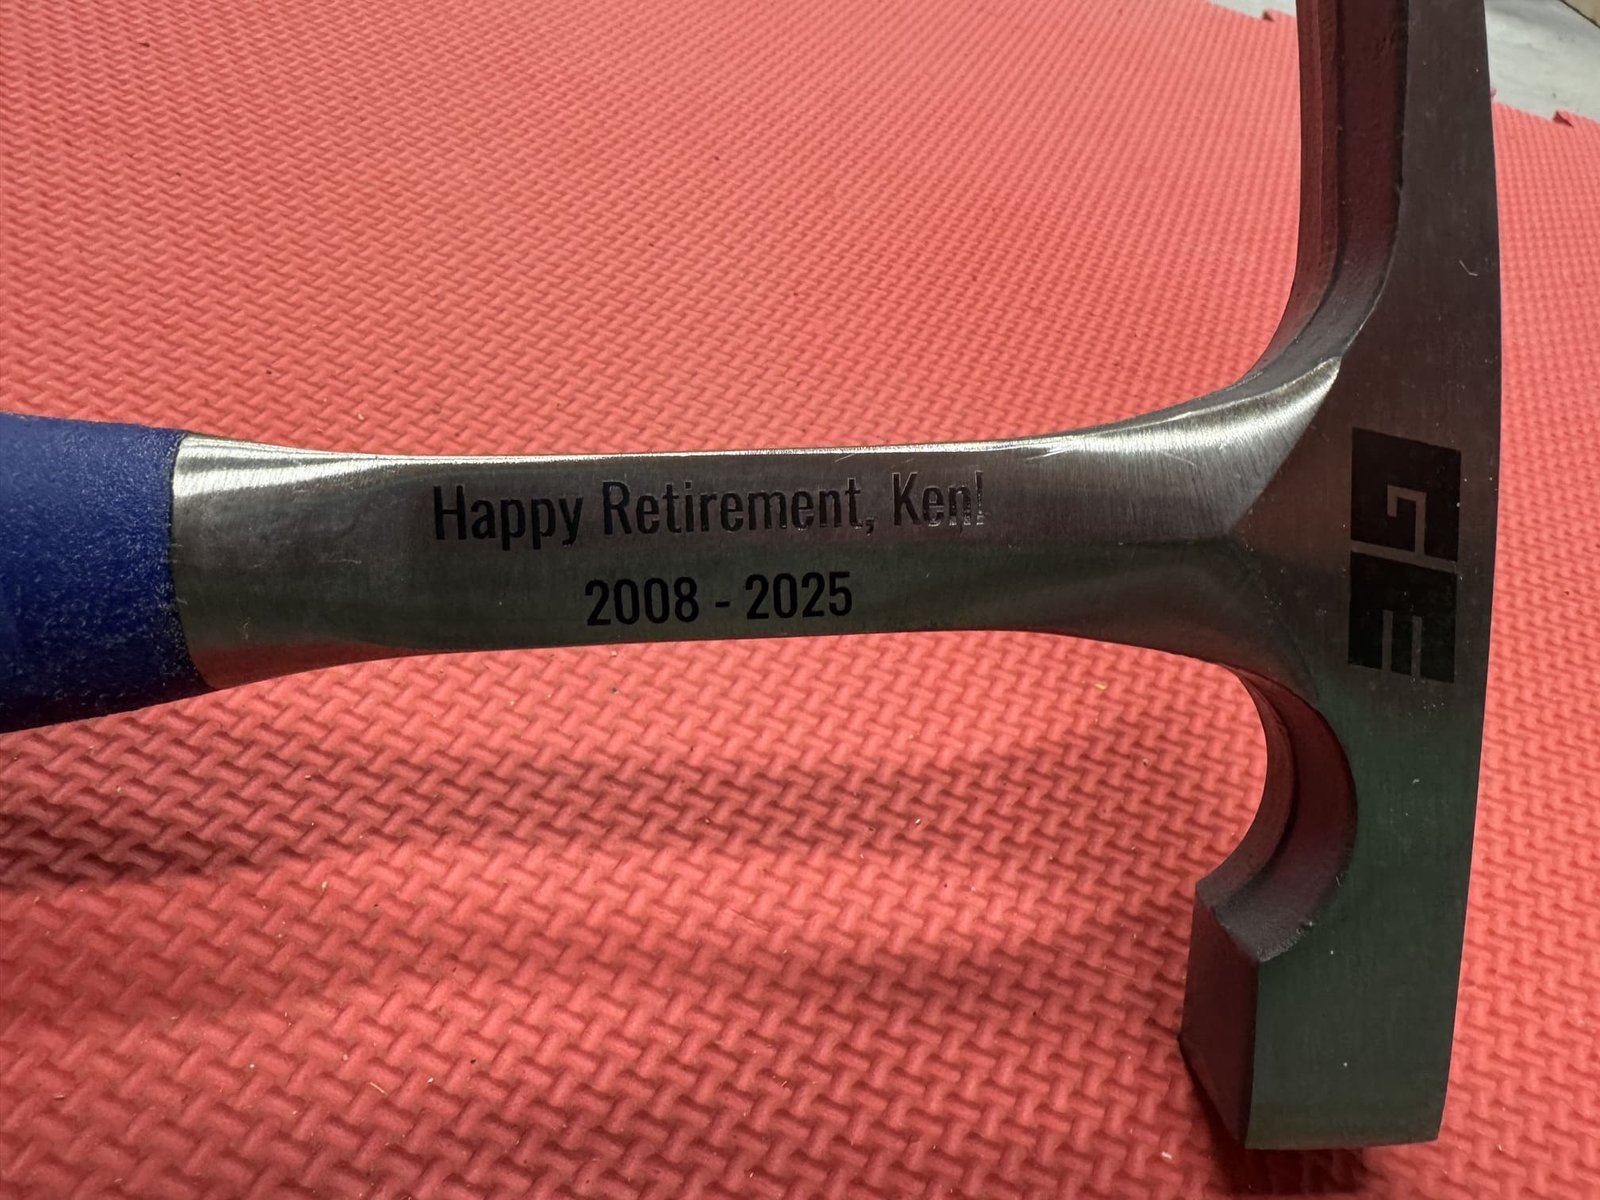 Happy Retirement, Ken!
2008 - 2025
GE